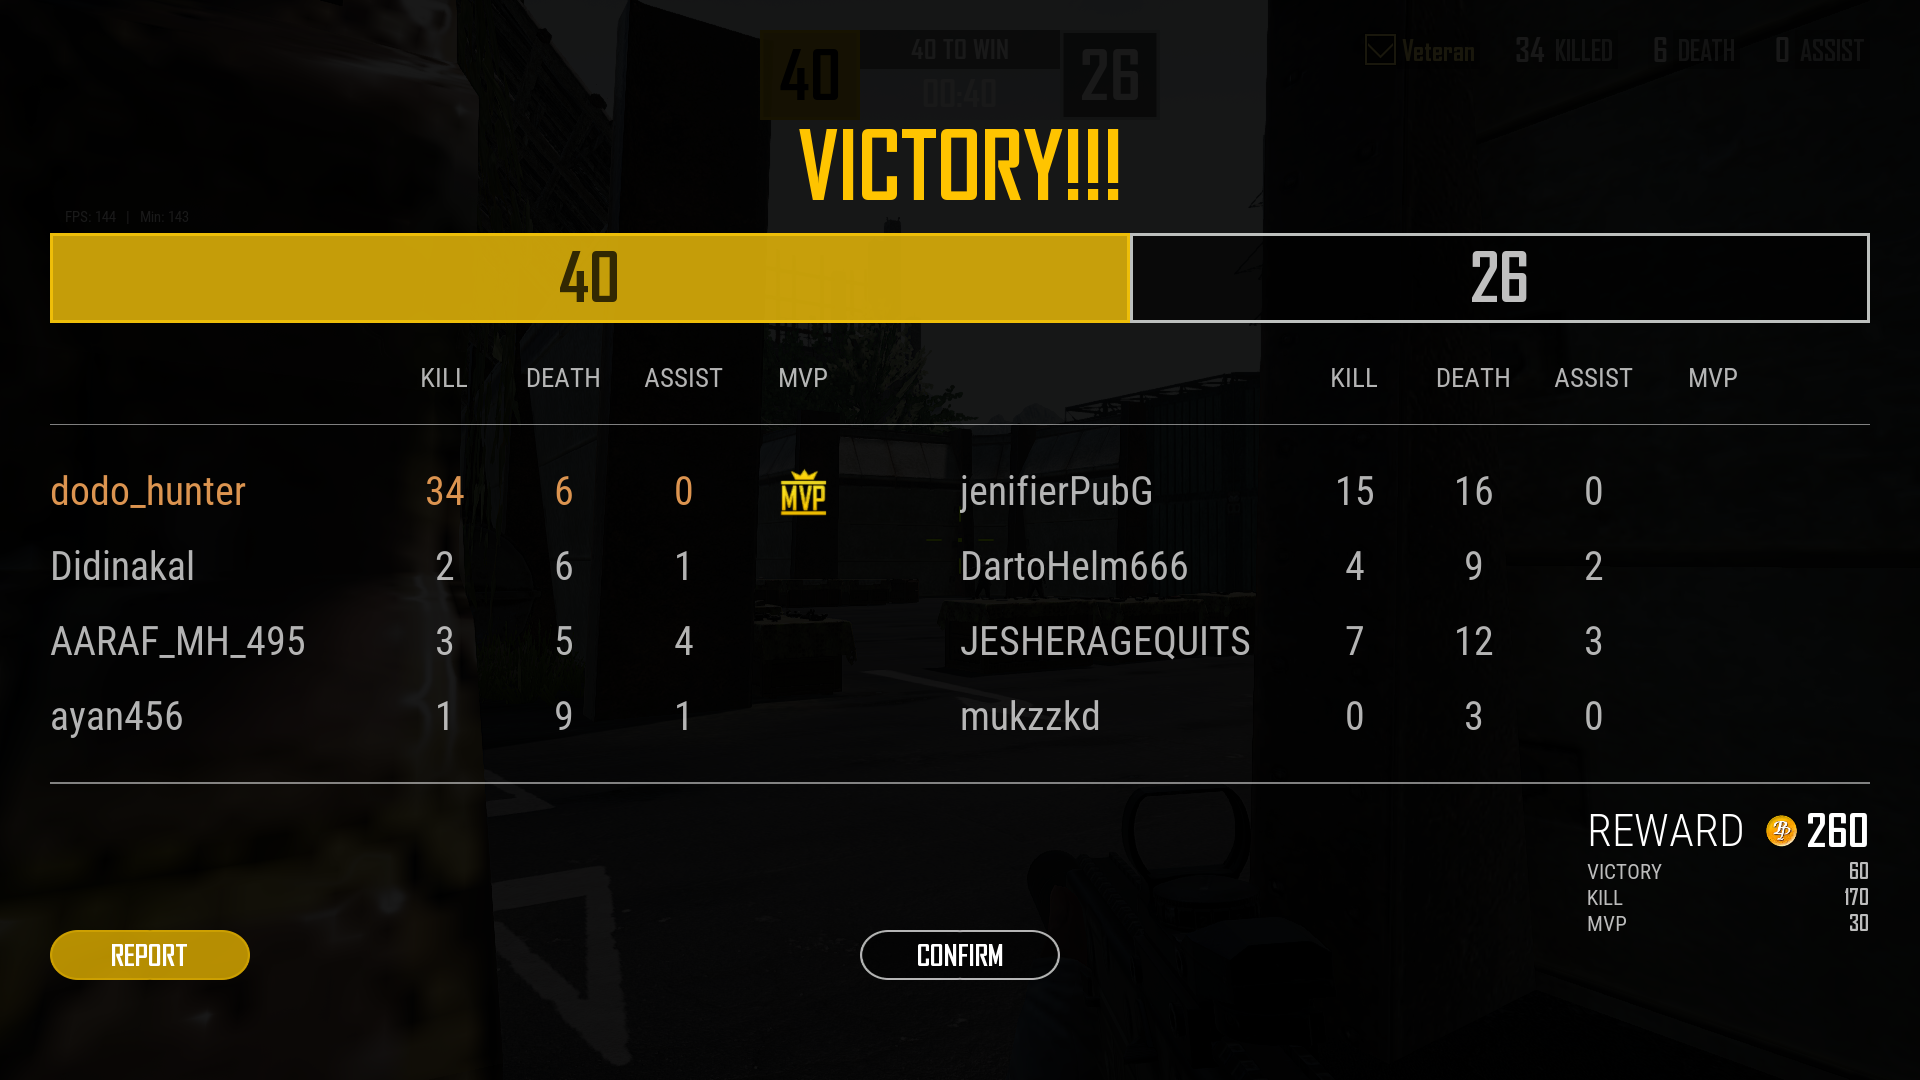 40 40 TO WIN 26
00:40
Veteran 34 KILLED 6 DEATH 0 ASSIST
VICTORY!!!
FPS: 144 | Min: 143
40 26
KILL DEATH ASSIST MVP KILL DEATH ASSIST MVP
dodo_hunter 34 6 0 MVP jenifierPubG 15 16 0
Didinakal 2 6 1 DartoHelm666 4 9 2
AARAF_MH_495 3 5 4 JESHERAGEQUITS 7 12 3
ayan456 1 9 1 mukzzkd 0 3 0
REWARD 260
VICTORY 60
KILL 170
MVP 30
REPORT CONFIRM